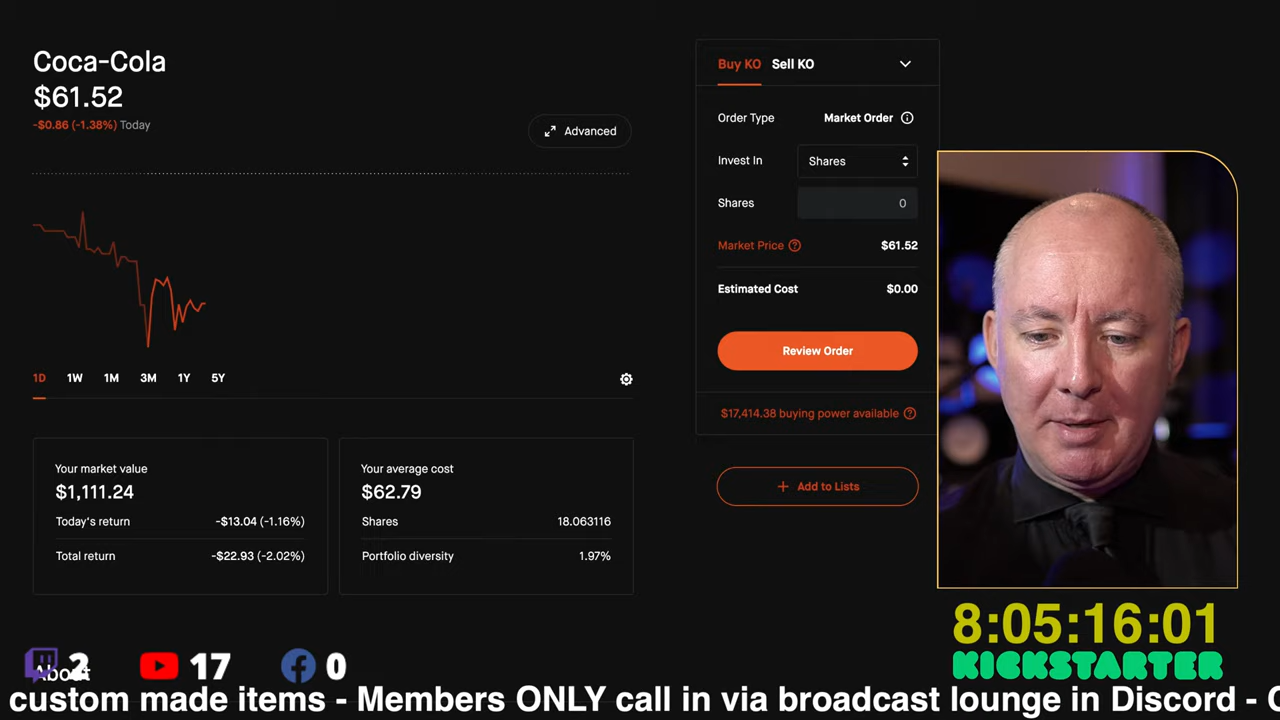 Coca-Cola
$61.52
-$0.86 (-1.38%) Today
Advanced
1D 1W 1M 3M 1Y 5Y
Your market value
$1,111.24
Today's return -$13.04 (-1.16%)
Total return -$22.93 (-2.02%)
Your average cost
$62.79
Shares 18.063116
Portfolio diversity 1.97%
Buy KO Sell KO
Order Type Market Order
Invest In Shares
Shares 0
Market Price $61.52
Estimated Cost $0.00
Review Order
$17,414.38 buying power available
+ Add to Lists
8:05:16:01
KICKSTARTER
About
2 17 0
custom made items - Members ONLY call in via broadcast lounge in Discord - C